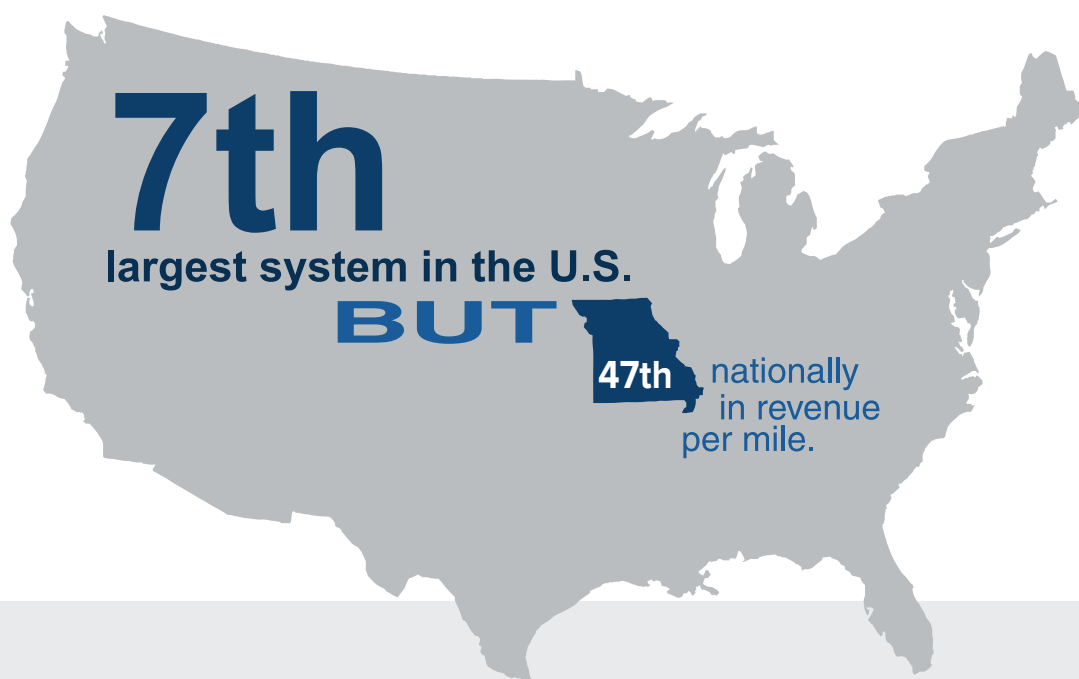 7th
largest system in the U.S.
BUT
47th
nationally
in revenue
per mile.